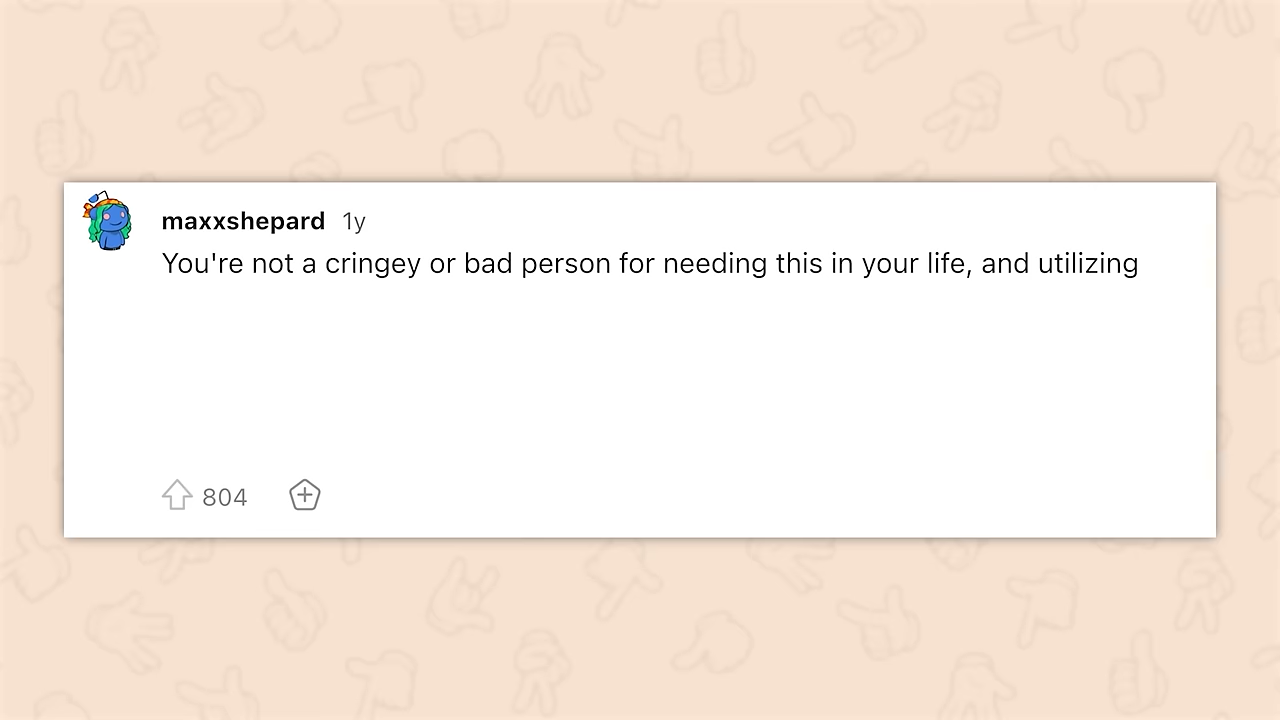 maxxshepard 1y
You're not a cringey or bad person for needing this in your life, and utilizing
804